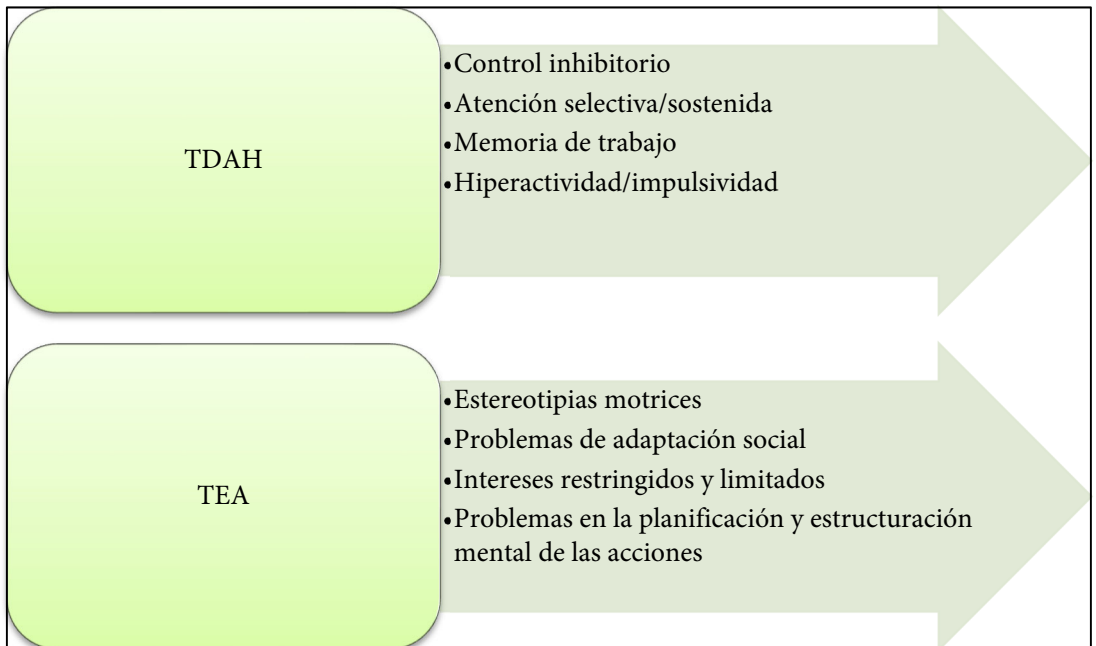 TDAH
•Control inhibitorio
•Atención selectiva/sostenida
•Memoria de trabajo
•Hiperactividad/impulsividad
TEA
•Estereotipias motrices
•Problemas de adaptación social
•Intereses restringidos y limitados
•Problemas en la planificación y estructuración
mental de las acciones